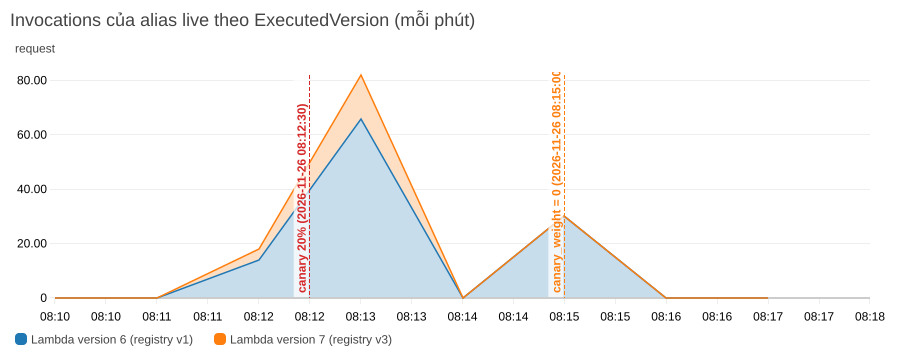 Invocations của alias live theo ExecutedVersion (mỗi phút)
request
80.00
60.00
40.00
20.00
0
canary 20% (2026-11-26 08:12:30)
canary_weight = 0 (2026-11-26 08:15:00
08:10 08:10 08:11 08:11 08:12 08:12 08:13 08:13 08:14 08:14 08:15 08:15 08:16 08:16 08:17 08:17 08:18
Lambda version 6 (registry v1) Lambda version 7 (registry v3)